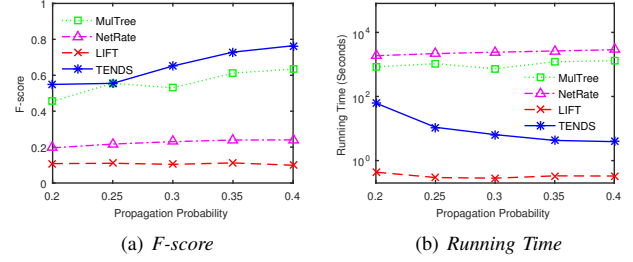 1
0.8
0.6
0.4
0.2
0
F-score
MulTree
NetRate
LIFT
TENDS
0.2 0.25 0.3 0.35 0.4
Propagation Probability
(a) F-score
10^4
10^2
10^0
Running Time (Seconds)
MulTree
NetRate
LIFT
TENDS
0.2 0.25 0.3 0.35 0.4
Propagation Probability
(b) Running Time